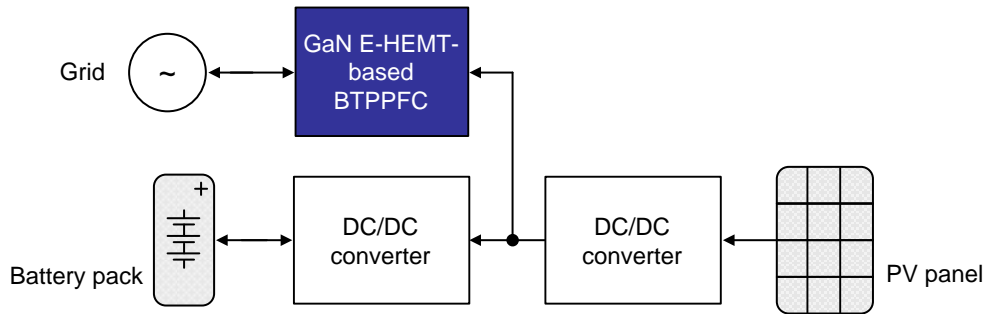 Grid
~
GaN E-HEMT-
based
BTPPFC
Battery pack
+
DC/DC
converter
DC/DC
converter
PV panel